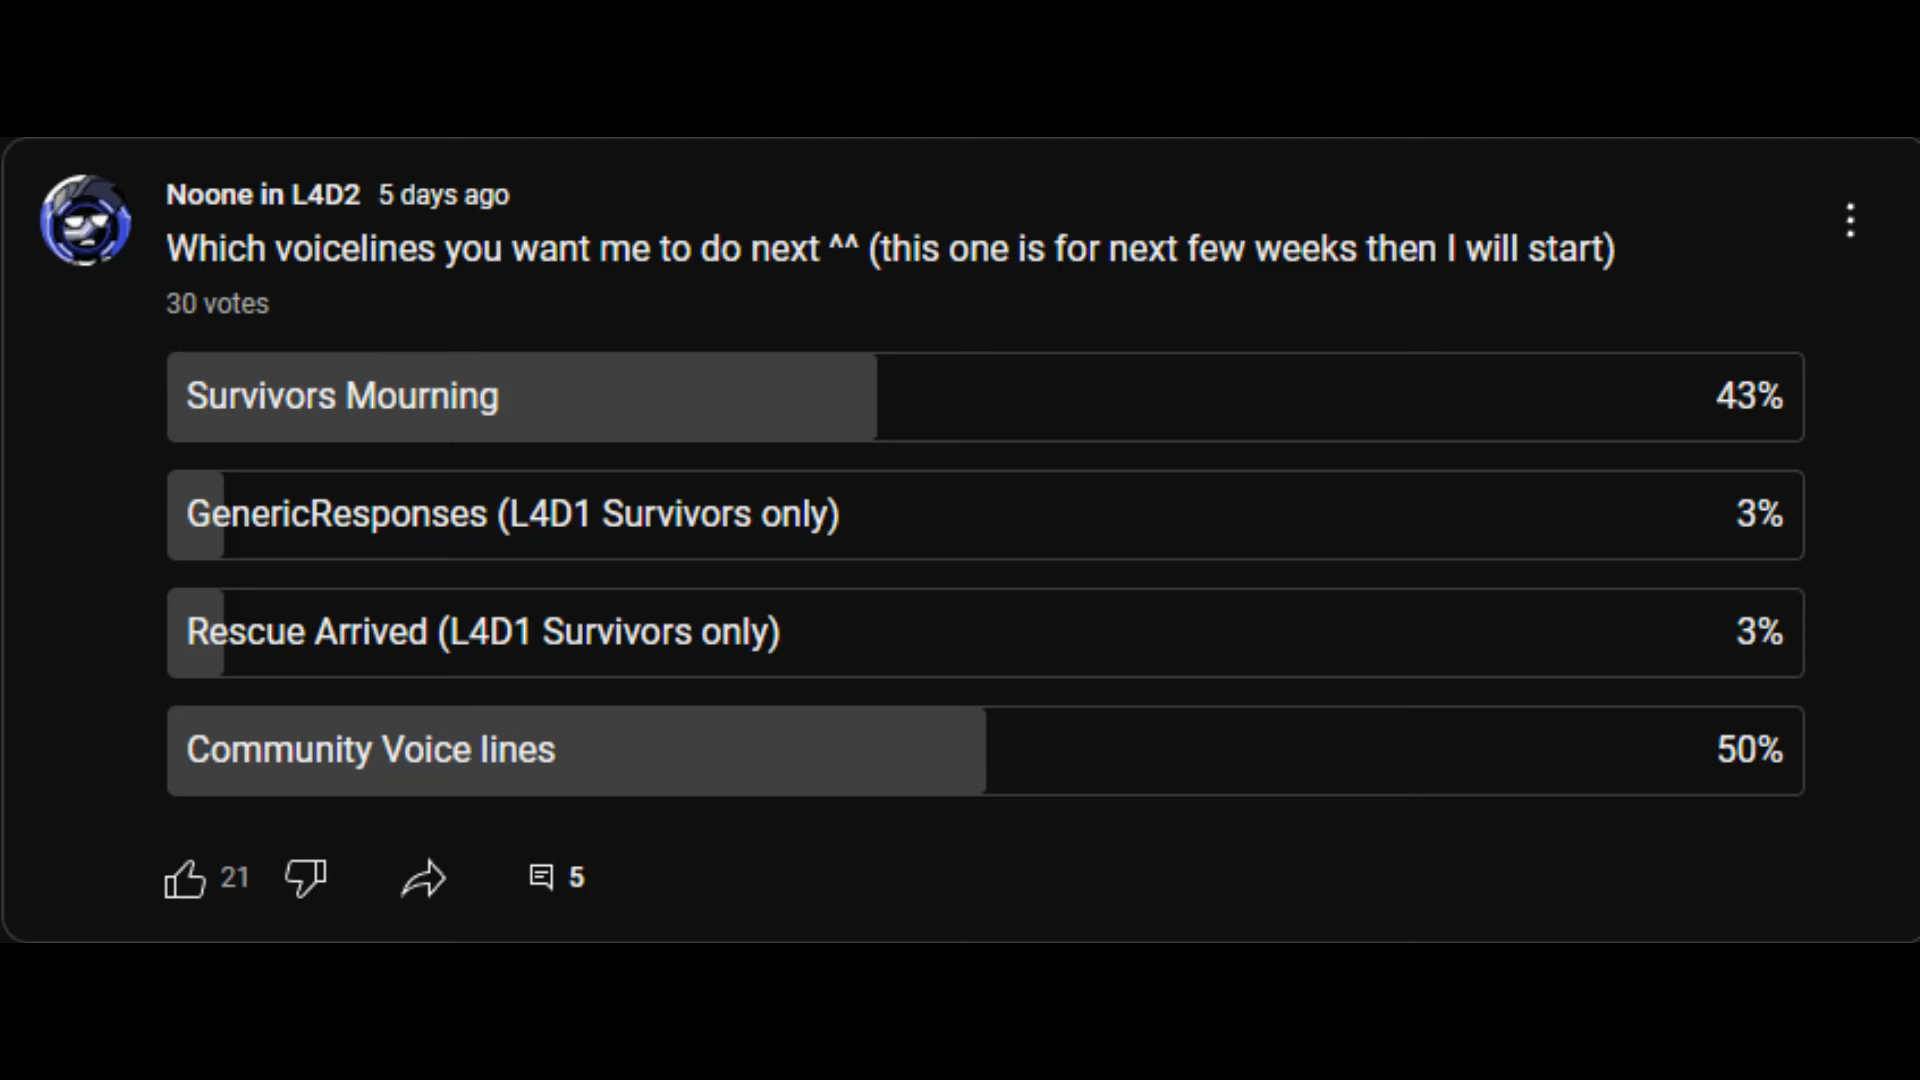 Noone in L4D2 5 days ago
Which voicelines you want me to do next ^^ (this one is for next few weeks then I will start)
30 votes
Survivors Mourning 43%
GenericResponses (L4D1 Survivors only) 3%
Rescue Arrived (L4D1 Survivors only) 3%
Community Voice lines 50%
21 5